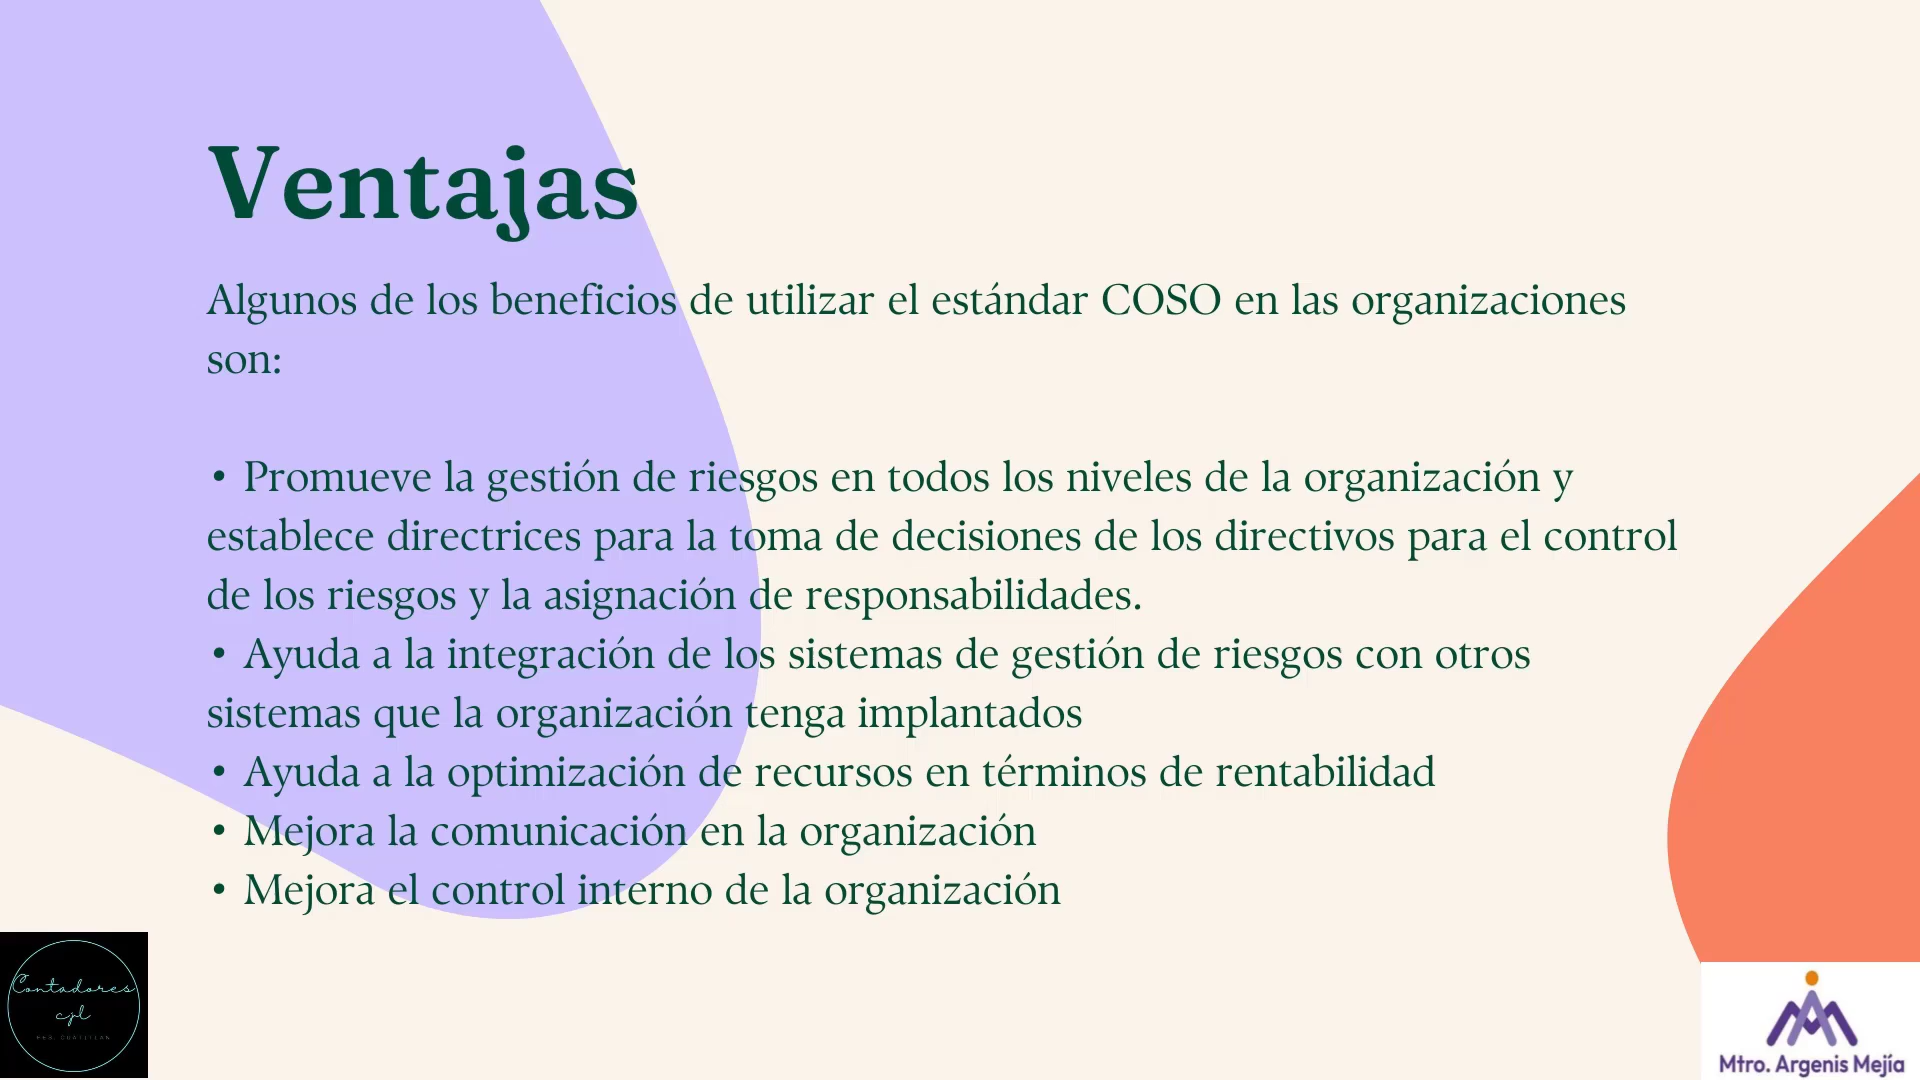 Ventajas
Algunos de los beneficios de utilizar el estándar COSO en las organizaciones
son:
• Promueve la gestión de riesgos en todos los niveles de la organización y
establece directrices para la toma de decisiones de los directivos para el control
de los riesgos y la asignación de responsabilidades.
• Ayuda a la integración de los sistemas de gestión de riesgos con otros
sistemas que la organización tenga implantados
• Ayuda a la optimización de recursos en términos de rentabilidad
• Mejora la comunicación en la organización
• Mejora el control interno de la organización
Contadores
cjl
Mtro. Argenis Mejía